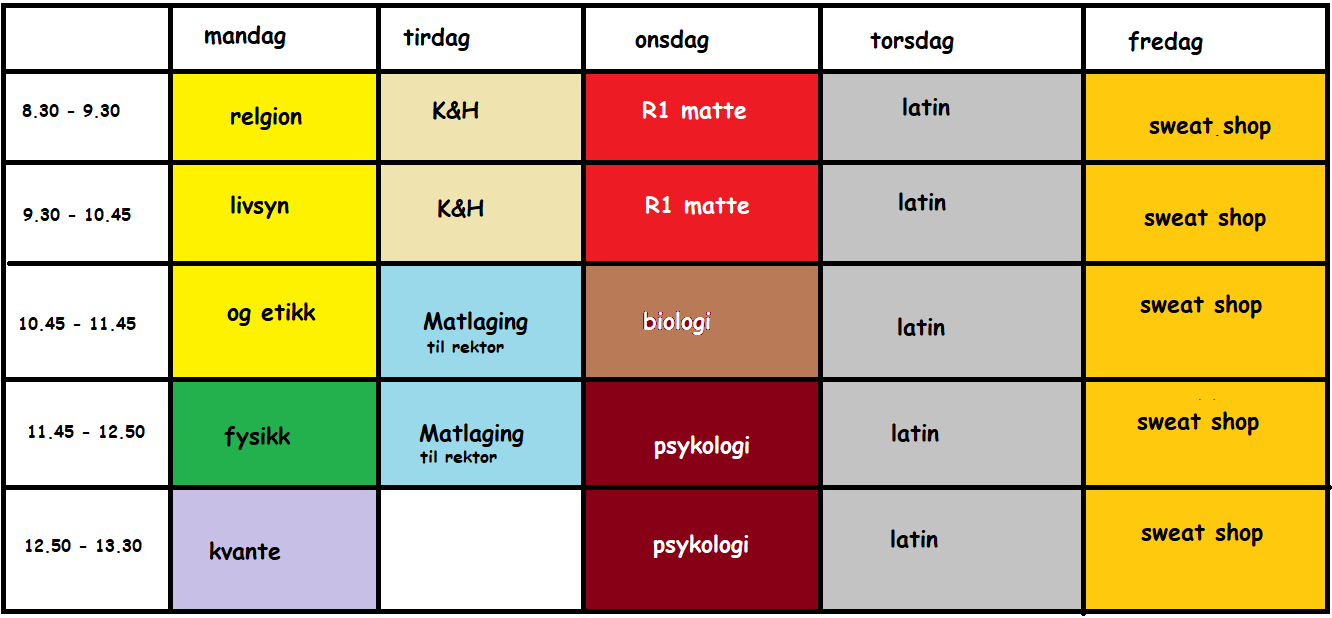 mandag tirdag onsdag torsdag fredag
8.30 - 9.30 relgion K&H R1 matte latin sweat shop
9.30 - 10.45 livsyn K&H R1 matte latin sweat shop
10.45 - 11.45 og etikk Matlaging biologi latin sweat shop
til rektor
11.45 - 12.50 fysikk Matlaging psykologi latin sweat shop
til rektor
12.50 - 13.30 kvante psykologi latin sweat shop